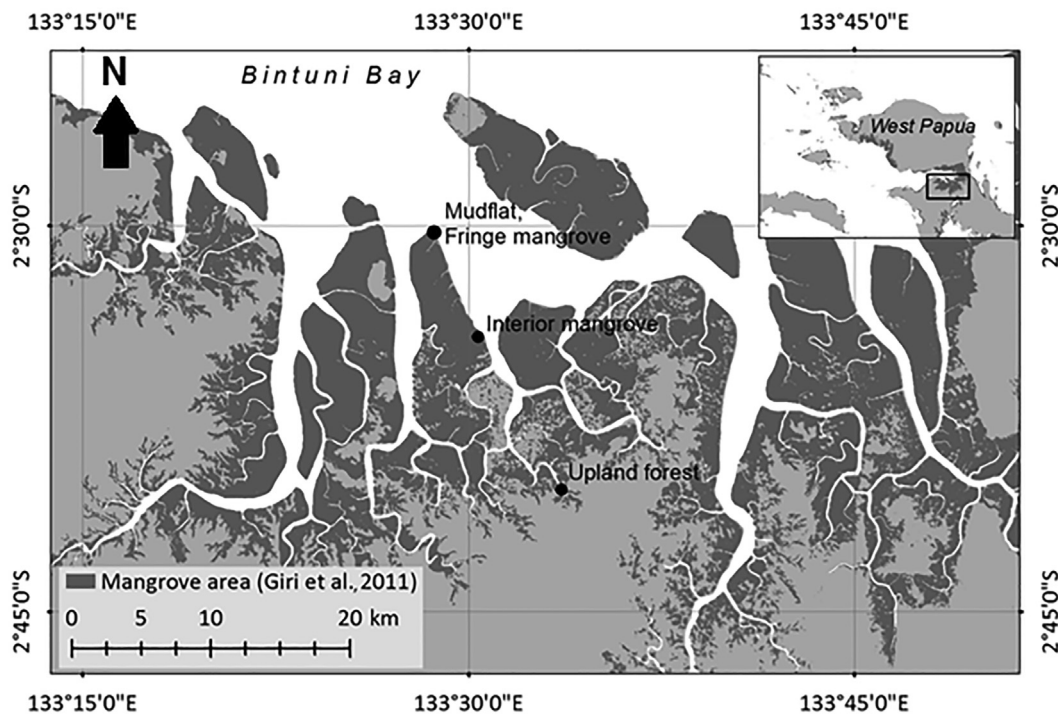 133°15'0"E 133°30'0"E 133°45'0"E
N
Bintuni Bay
West Papua
2°30'0"S
2°30'0"S
Mudflat,
Fringe mangrove
Interior mangrove
Upland forest
Mangrove area (Giri et al., 2011)
0 5 10 20 km
2°45'0"S
2°45'0"S
133°15'0"E 133°30'0"E 133°45'0"E